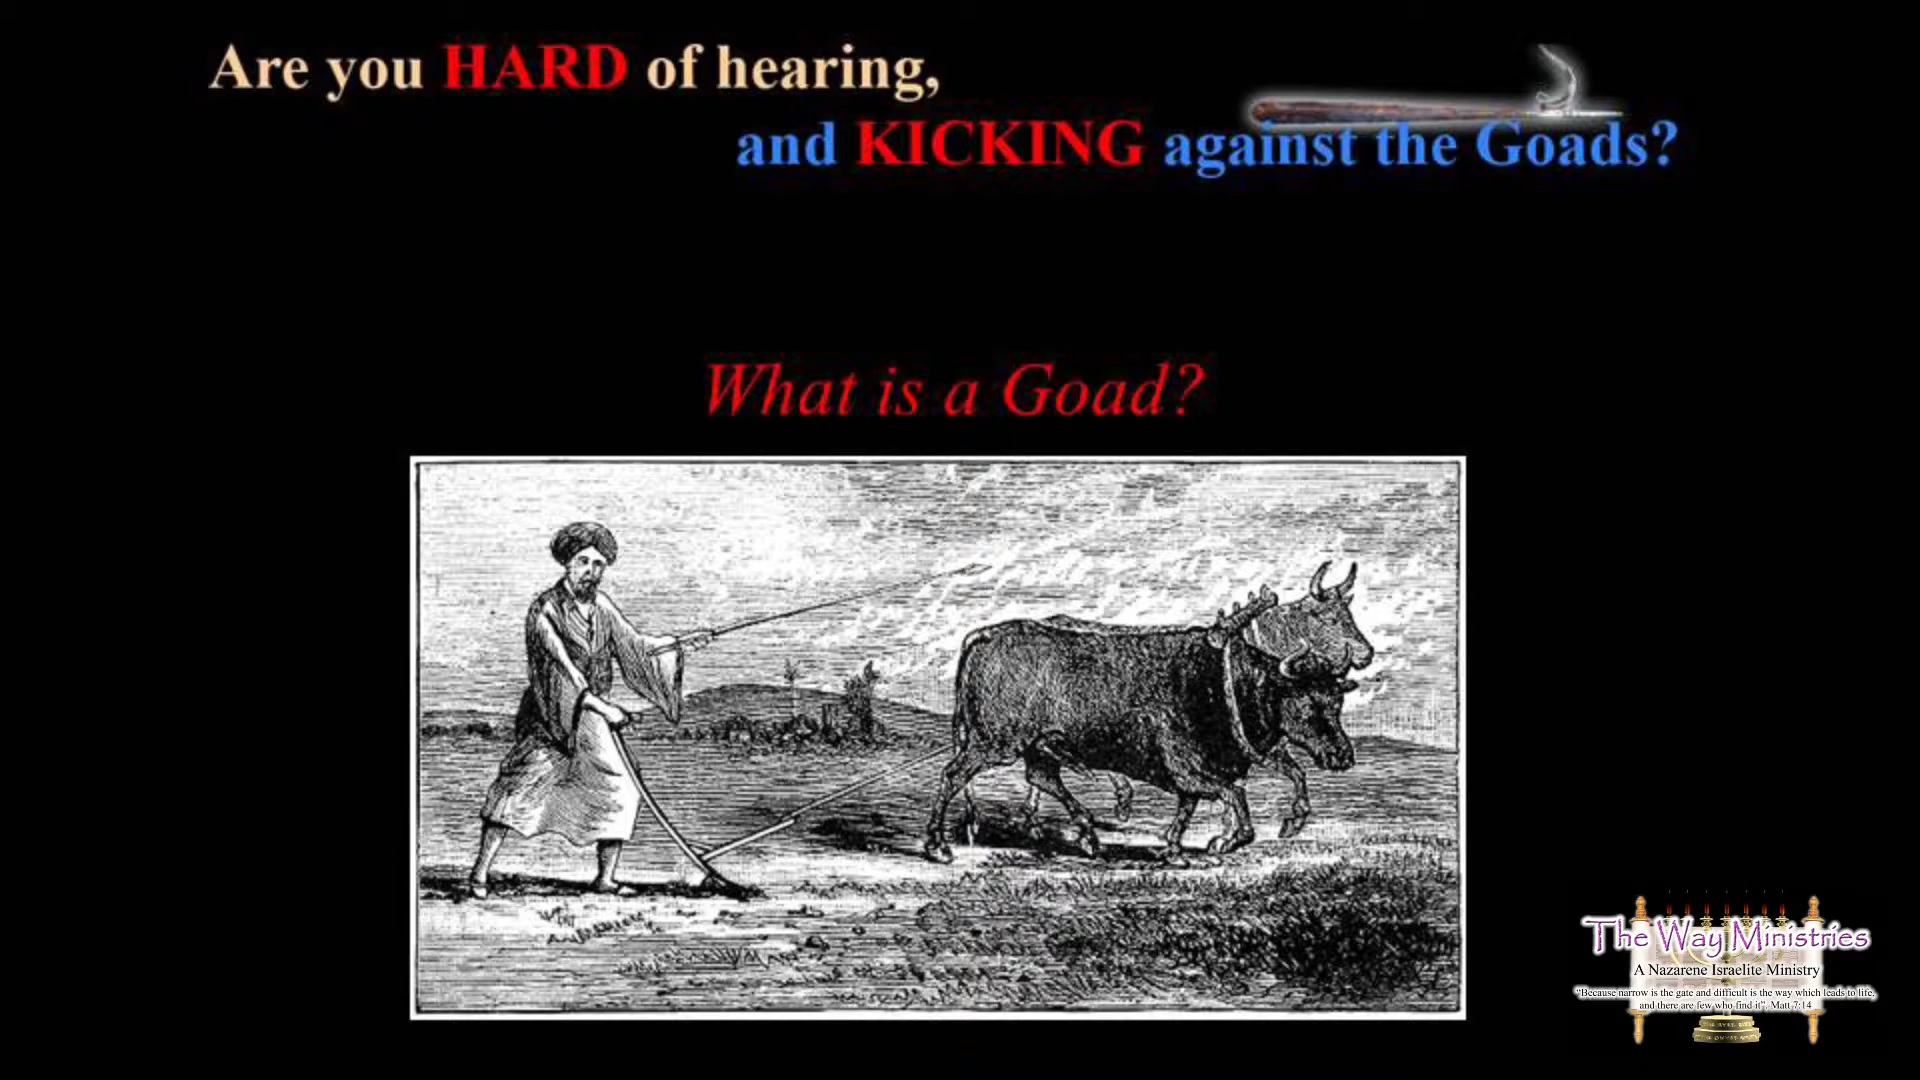 Are you HARD of hearing,
and KICKING against the Goads?
What is a Goad?
The Way Ministries
A Nazarene Israelite Ministry
"Because narrow is the gate and difficult is the way which leads to life,
and there are few who find it". Matt 7:14